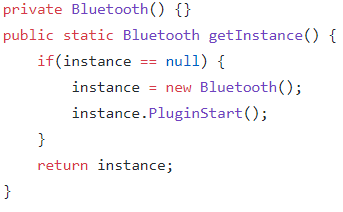 private Bluetooth() {}
public static Bluetooth getInstance() {
    if(instance == null) {
        instance = new Bluetooth();
        instance.PluginStart();
    }
    return instance;
}